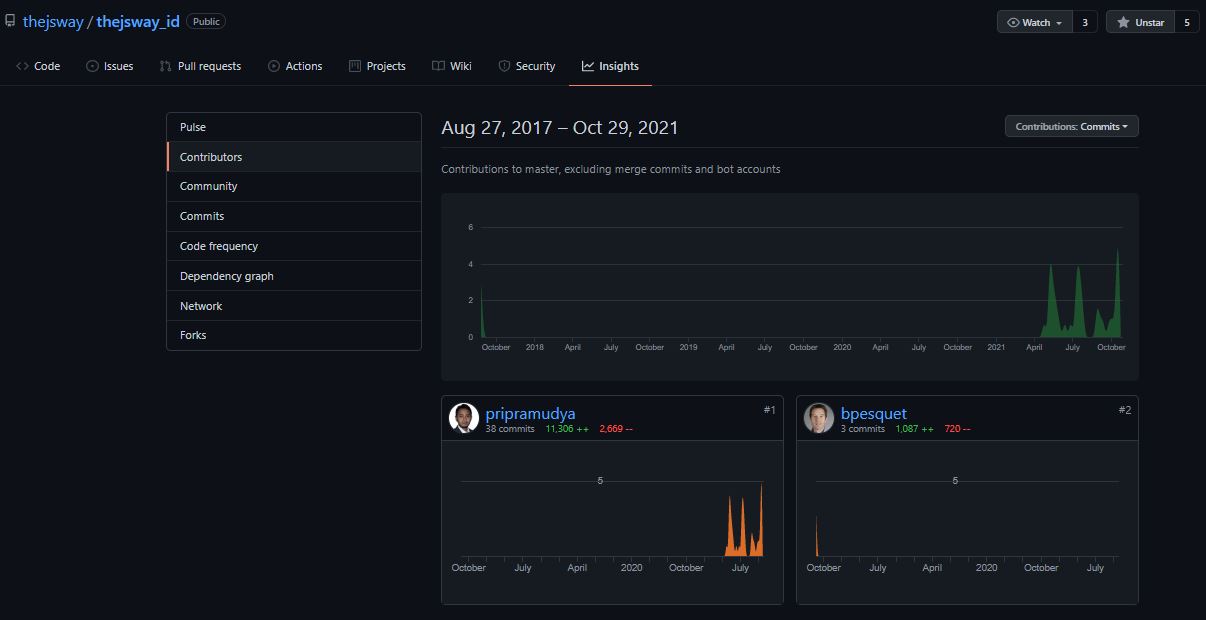 thejsway / thejsway_id Public Watch 3 Unstar 5
Code Issues Pull requests Actions Projects Wiki Security Insights
Pulse
Contributors
Community
Commits
Code frequency
Dependency graph
Network
Forks
Aug 27, 2017 – Oct 29, 2021
Contributions: Commits
Contributions to master, excluding merge commits and bot accounts
6
4
2
0
October 2018 April July October 2019 April July October 2020 April July October 2021 April July October
pripramudya #1
38 commits 11,306 ++ 2,669 --
5
October July April 2020 October July
bpesquet #2
3 commits 1,087 ++ 720 --
5
October July April 2020 October July